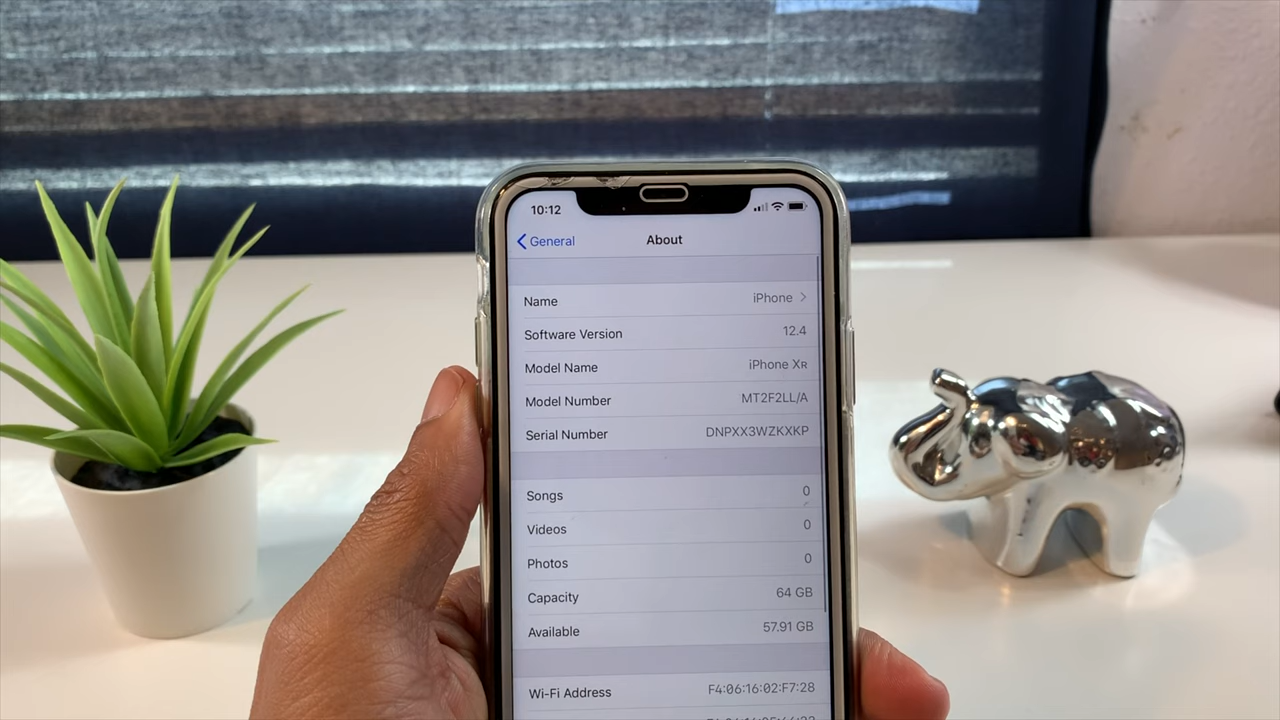 10:12
General
About
Name iPhone
Software Version 12.4
Model Name iPhone XR
Model Number MT2F2LL/A
Serial Number DNPXX3WZKXKP
Songs 0
Videos 0
Photos 0
Capacity 64 GB
Available 57.91 GB
Wi-Fi Address F4:06:16:02:F7:28